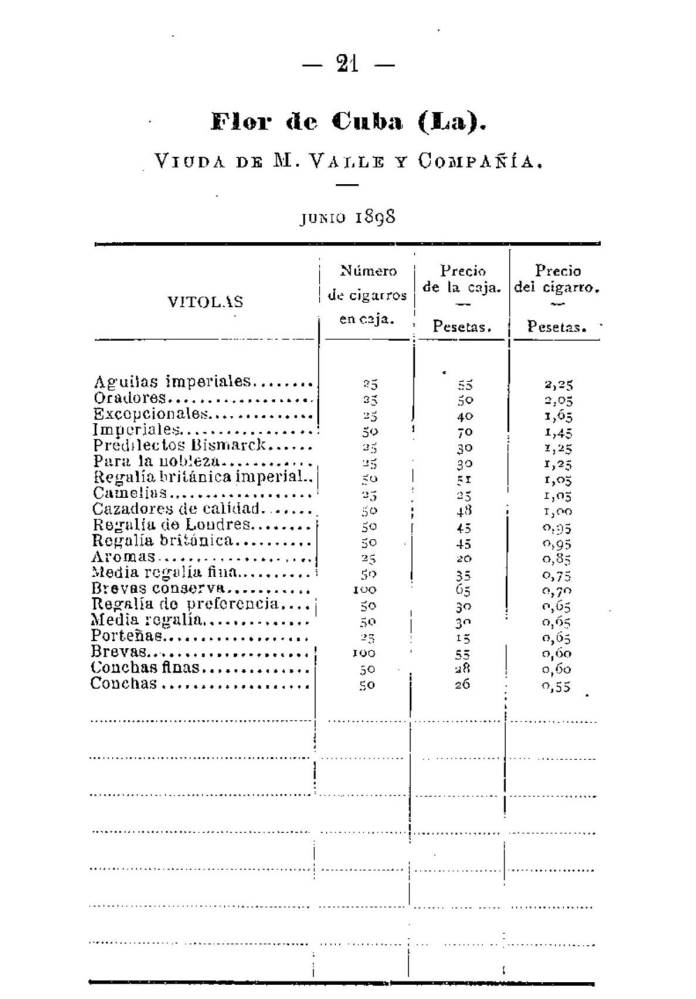 — 21 —
Flor de Cuba (La).
VIUDA DE M. VALLE Y COMPAÑÍA.
JUNIO 1898
VITOLAS
Número de cigarros en caja.
Precio de la caja. — Pesetas.
Precio del cigarro. — Pesetas.
Aguilas imperiales........ 25 55 2,25
Oradores.................. 25 50 2,05
Excepcionales............. 25 40 1,65
Imperiales................ 50 70 1,45
Predilectos Bismarck...... 25 30 1,25
Para la nobleza........... 25 30 1,25
Regalía británica imperial.. 50 51 1,05
Camelias.................. 25 25 1,05
Cazadores de calidad....... 50 48 1,00
Regalía de Londres........ 50 45 0,95
Regalía británica.......... 50 45 0,95
Aromas.................... 25 20 0,85
Media regalía fina......... 50 35 0,75
Brevas conserva........... 100 65 0,70
Regalía de preferencia.... 50 30 0,65
Media regalía............. 50 30 0,65
Porteñas.................. 25 15 0,65
Brevas.................... 100 55 0,60
Conchas finas............. 50 28 0,60
Conchas................... 50 26 0,55